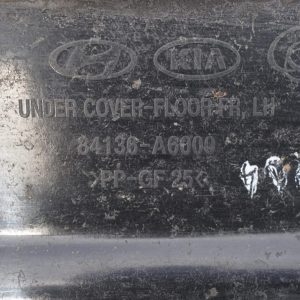 KIA
UNDER COVER-FLOOR FR, LH
84136-A6000
>PP-GF 25<